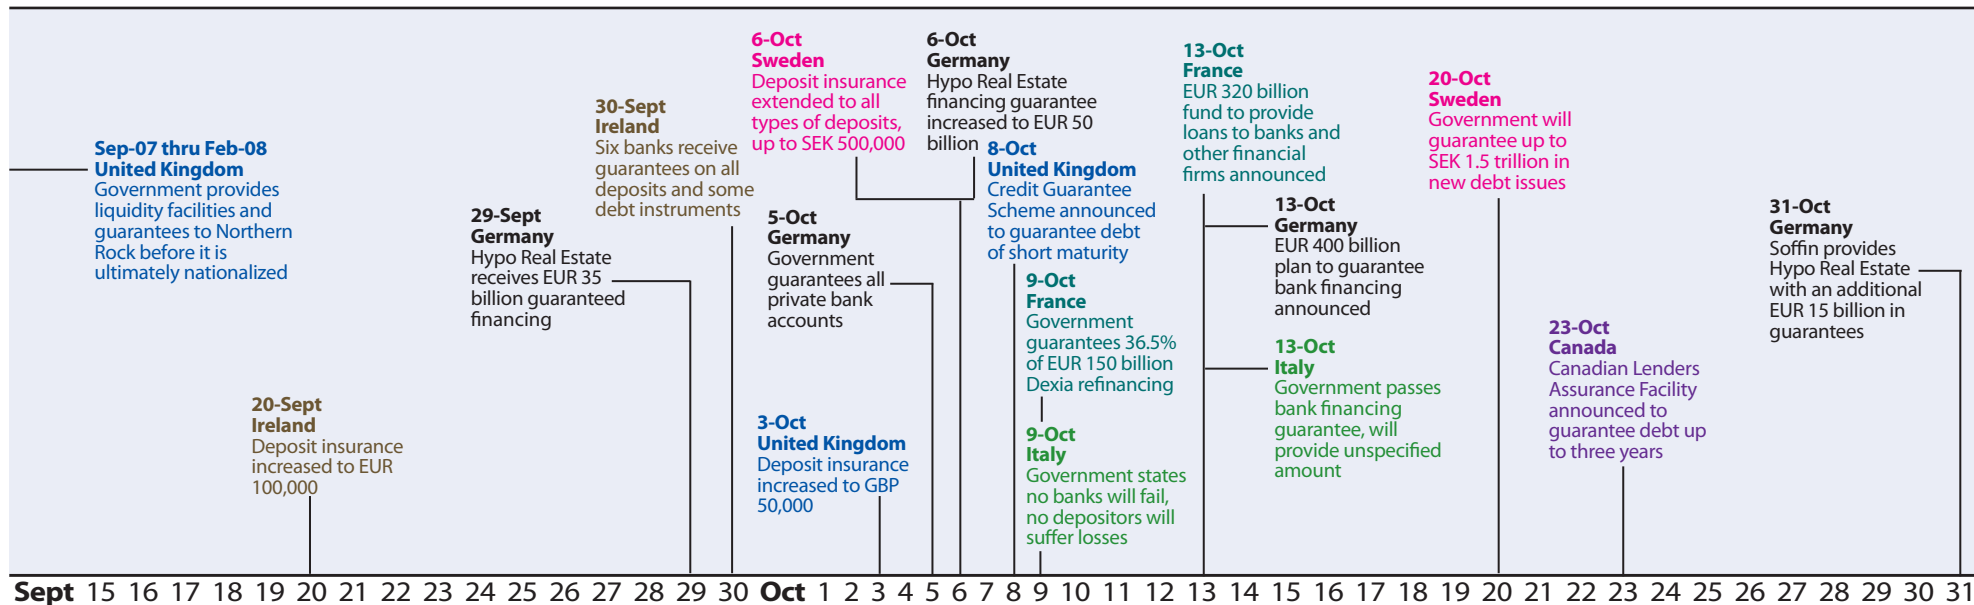 Sep-07 thru Feb-08
United Kingdom
Government provides
liquidity facilities and
guarantees to Northern
Rock before it is
ultimately nationalized
20-Sept
Ireland
Deposit insurance
increased to EUR
100,000
29-Sept
Germany
Hypo Real Estate
receives EUR 35
billion guaranteed
financing
30-Sept
Ireland
Six banks receive
guarantees on all
deposits and some
debt instruments
3-Oct
United Kingdom
Deposit insurance
increased to GBP
50,000
5-Oct
Germany
Government
guarantees all
private bank
accounts
6-Oct
Sweden
Deposit insurance
extended to all
types of deposits,
up to SEK 500,000
6-Oct
Germany
Hypo Real Estate
financing guarantee
increased to EUR 50
billion
8-Oct
United Kingdom
Credit Guarantee
Scheme announced
to guarantee debt
of short maturity
9-Oct
France
Government
guarantees 36.5%
of EUR 150 billion
Dexia refinancing
9-Oct
Italy
Government states
no banks will fail,
no depositors will
suffer losses
13-Oct
France
EUR 320 billion
fund to provide
loans to banks and
other financial
firms announced
13-Oct
Germany
EUR 400 billion
plan to guarantee
bank financing
announced
13-Oct
Italy
Government passes
bank financing
guarantee, will
provide unspecified
amount
20-Oct
Sweden
Government will
guarantee up to
SEK 1.5 trillion in
new debt issues
23-Oct
Canada
Canadian Lenders
Assurance Facility
announced to
guarantee debt up
to three years
31-Oct
Germany
Soffin provides
Hypo Real Estate
with an additional
EUR 15 billion in
guarantees
Sept 15 16 17 18 19 20 21 22 23 24 25 26 27 28 29 30 Oct 1 2 3 4 5 6 7 8 9 10 11 12 13 14 15 16 17 18 19 20 21 22 23 24 25 26 27 28 29 30 31